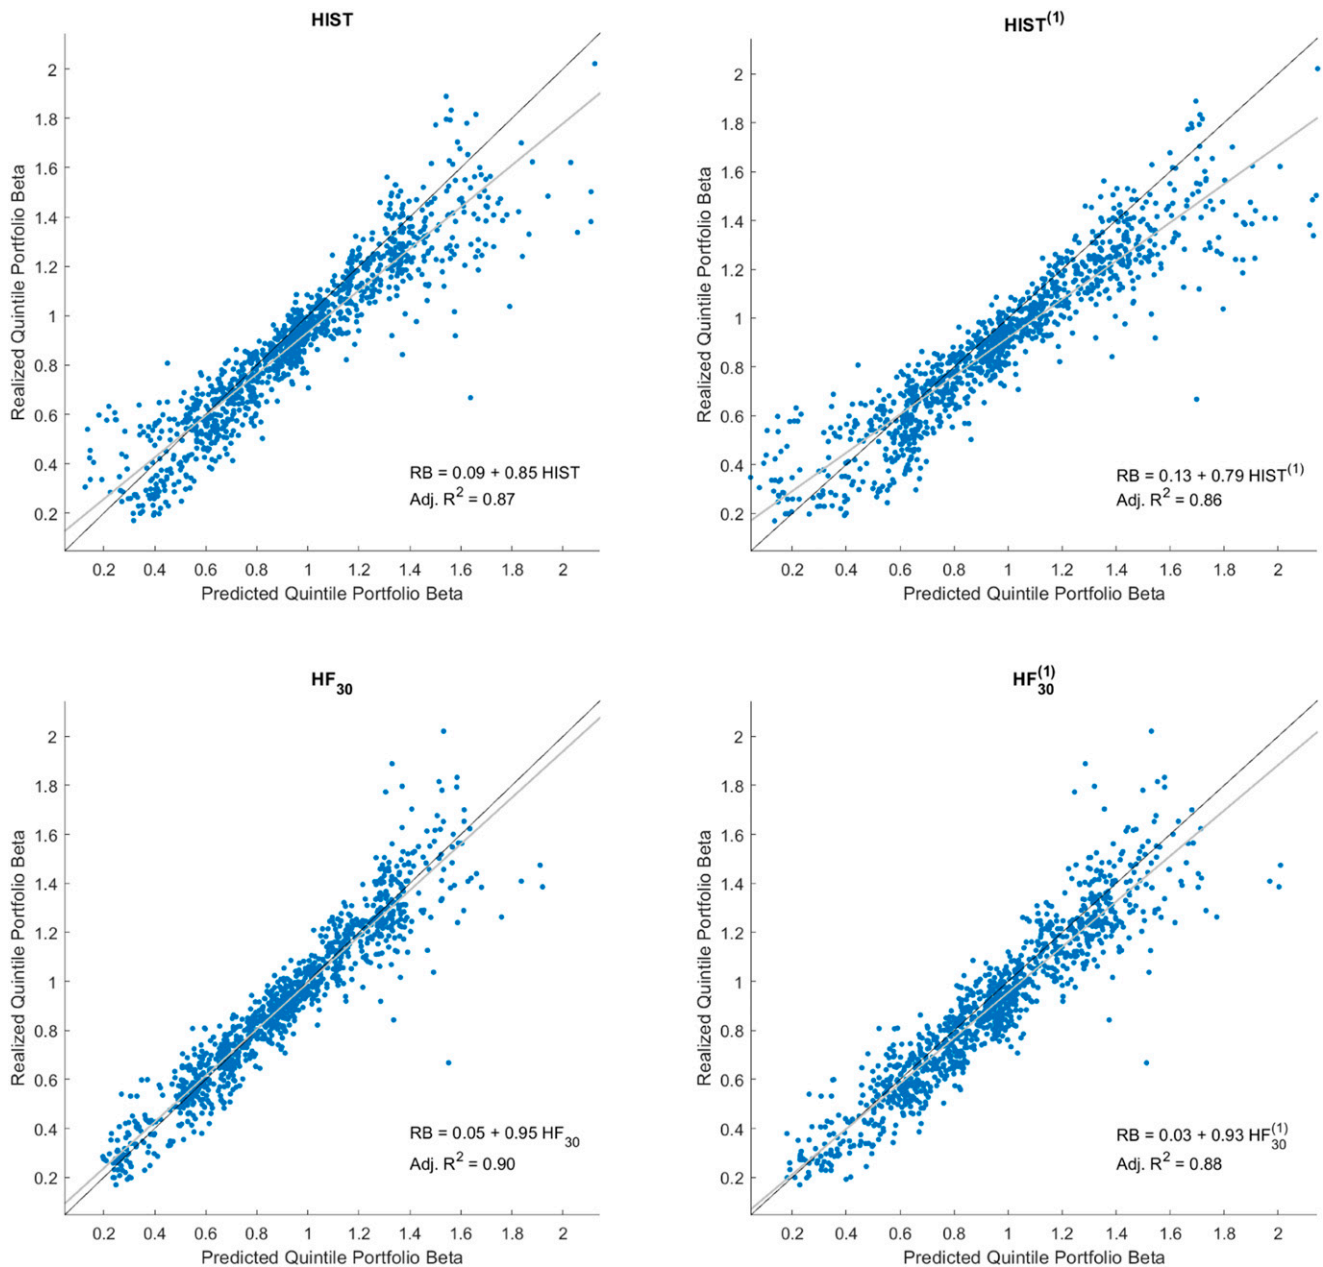 HIST
Realized Quintile Portfolio Beta
2
1.8
1.6
1.4
1.2
1
0.8
0.6
0.4
0.2
RB = 0.09 + 0.85 HIST
Adj. R² = 0.87
0.2 0.4 0.6 0.8 1 1.2 1.4 1.6 1.8 2
Predicted Quintile Portfolio Beta
HIST⁽¹⁾
Realized Quintile Portfolio Beta
2
1.8
1.6
1.4
1.2
1
0.8
0.6
0.4
0.2
RB = 0.13 + 0.79 HIST⁽¹⁾
Adj. R² = 0.86
0.2 0.4 0.6 0.8 1 1.2 1.4 1.6 1.8 2
Predicted Quintile Portfolio Beta
HF₃₀
Realized Quintile Portfolio Beta
2
1.8
1.6
1.4
1.2
1
0.8
0.6
0.4
0.2
RB = 0.05 + 0.95 HF₃₀
Adj. R² = 0.90
0.2 0.4 0.6 0.8 1 1.2 1.4 1.6 1.8 2
Predicted Quintile Portfolio Beta
HF₃₀⁽¹⁾
Realized Quintile Portfolio Beta
2
1.8
1.6
1.4
1.2
1
0.8
0.6
0.4
0.2
RB = 0.03 + 0.93 HF₃₀⁽¹⁾
Adj. R² = 0.88
0.2 0.4 0.6 0.8 1 1.2 1.4 1.6 1.8 2
Predicted Quintile Portfolio Beta